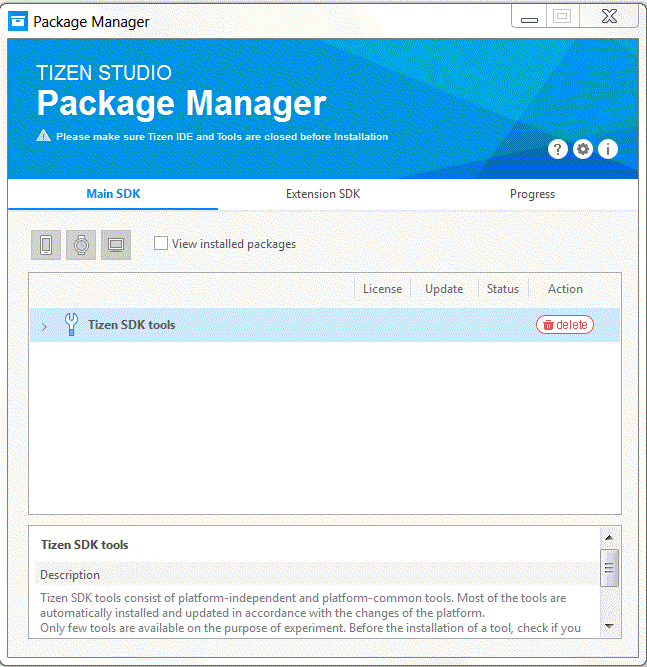 Package Manager
TIZEN STUDIO
Package Manager
Please make sure Tizen IDE and Tools are closed before Installation
Main SDK Extension SDK Progress
View installed packages
License Update Status Action
Tizen SDK tools delete
Tizen SDK tools
Description
Tizen SDK tools consist of platform-independent and platform-common tools. Most of the tools are
automatically installed and updated in accordance with the changes of the platform.
Only few tools are available on the purpose of experiment. Before the installation of a tool, check if you